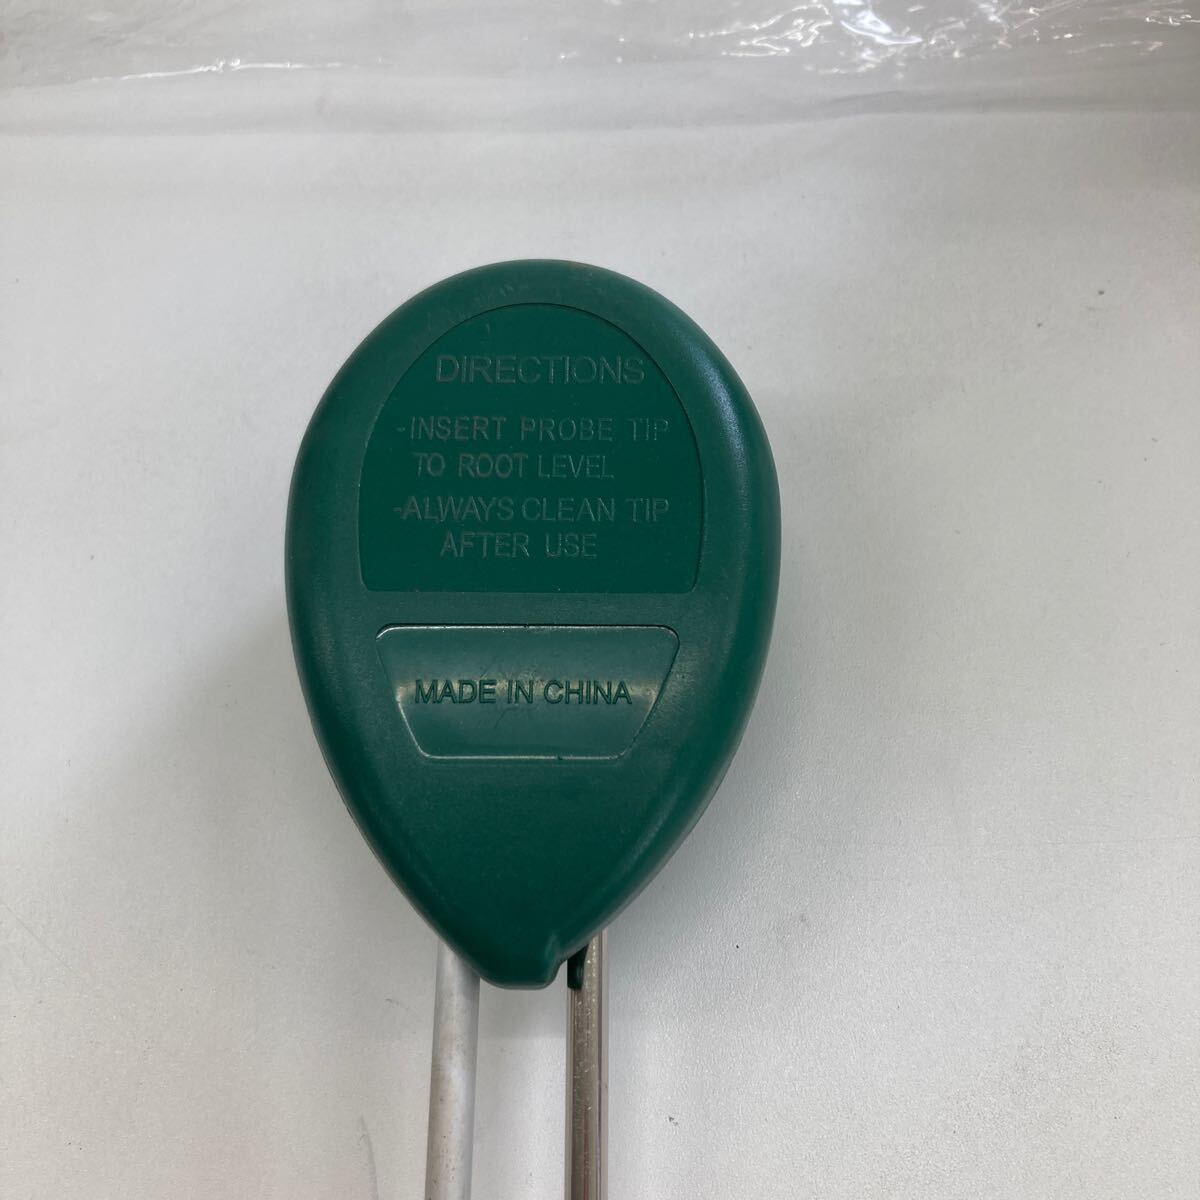 DIRECTIONS
-INSERT PROBE TIP
TO ROOT LEVEL
-ALWAYS CLEAN TIP
AFTER USE
MADE IN CHINA